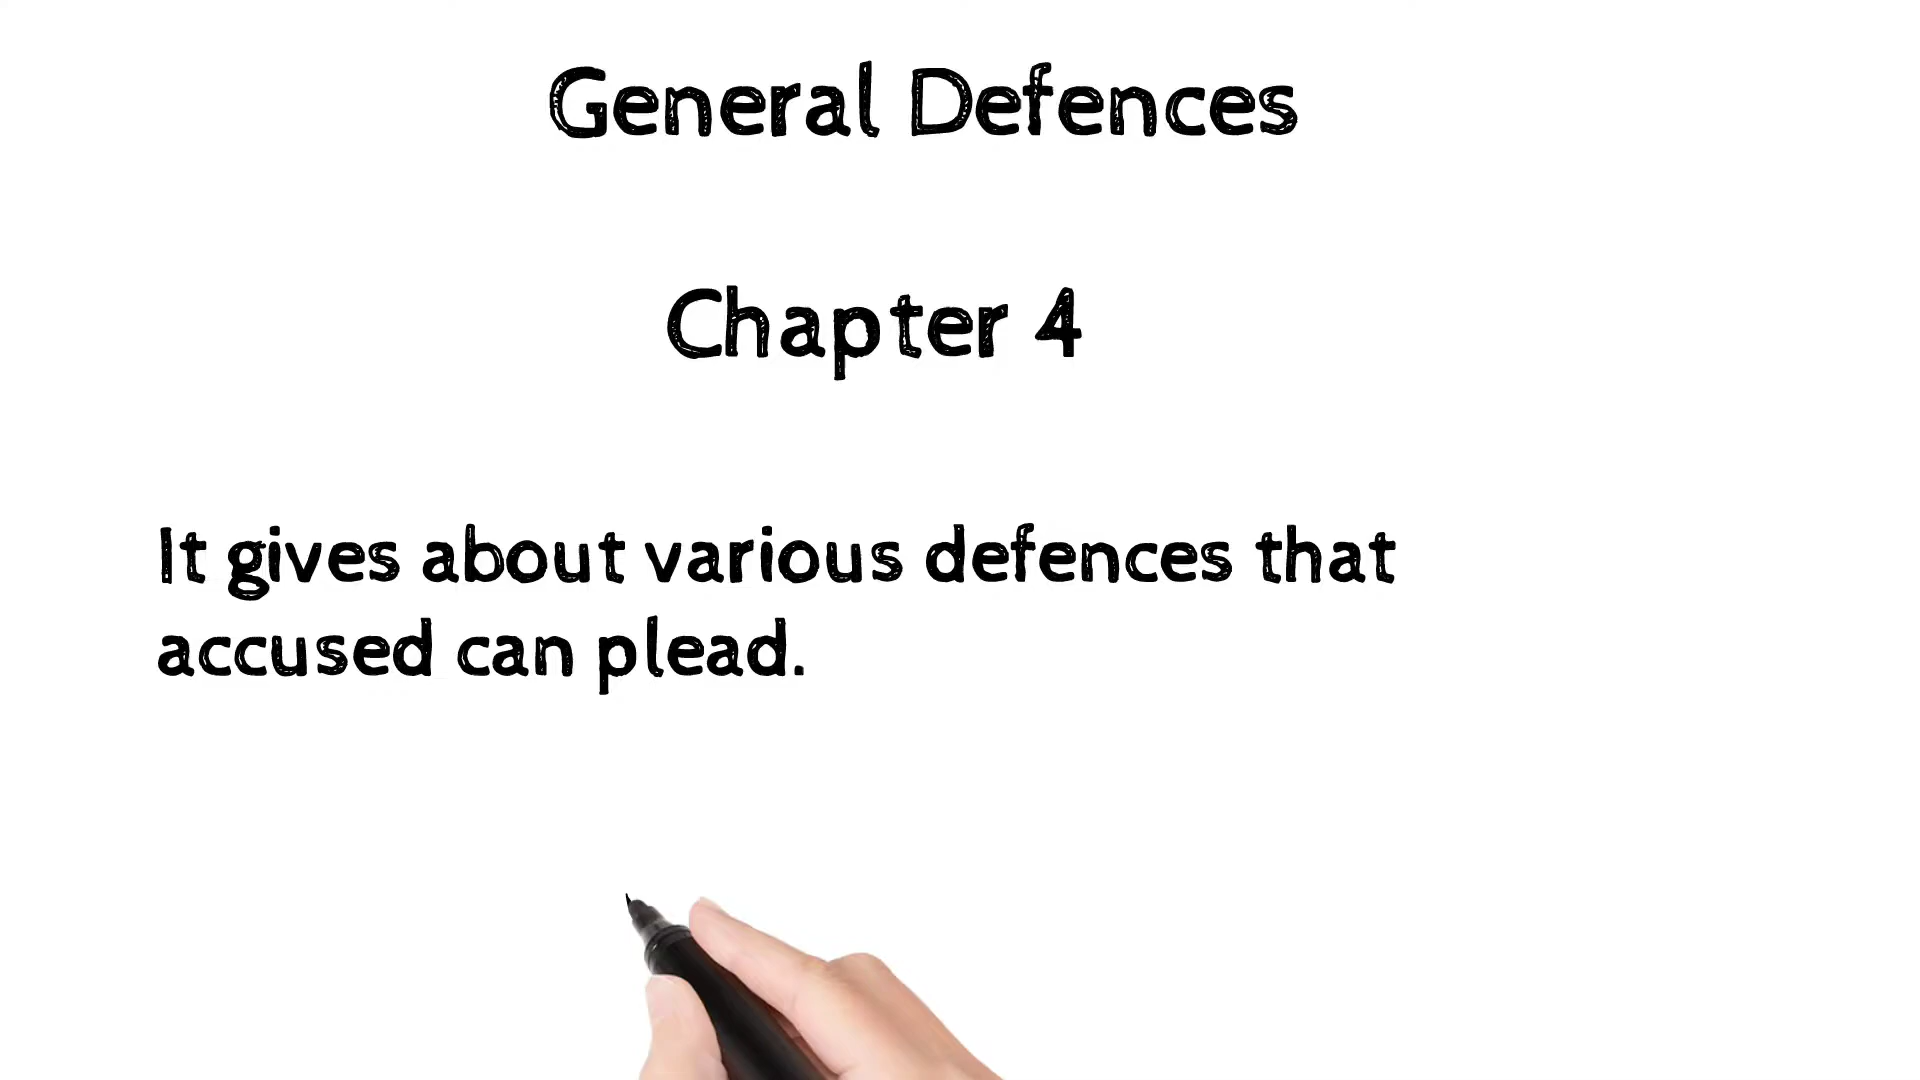 General Defences
Chapter 4
It gives about various defences that
accused can plead.